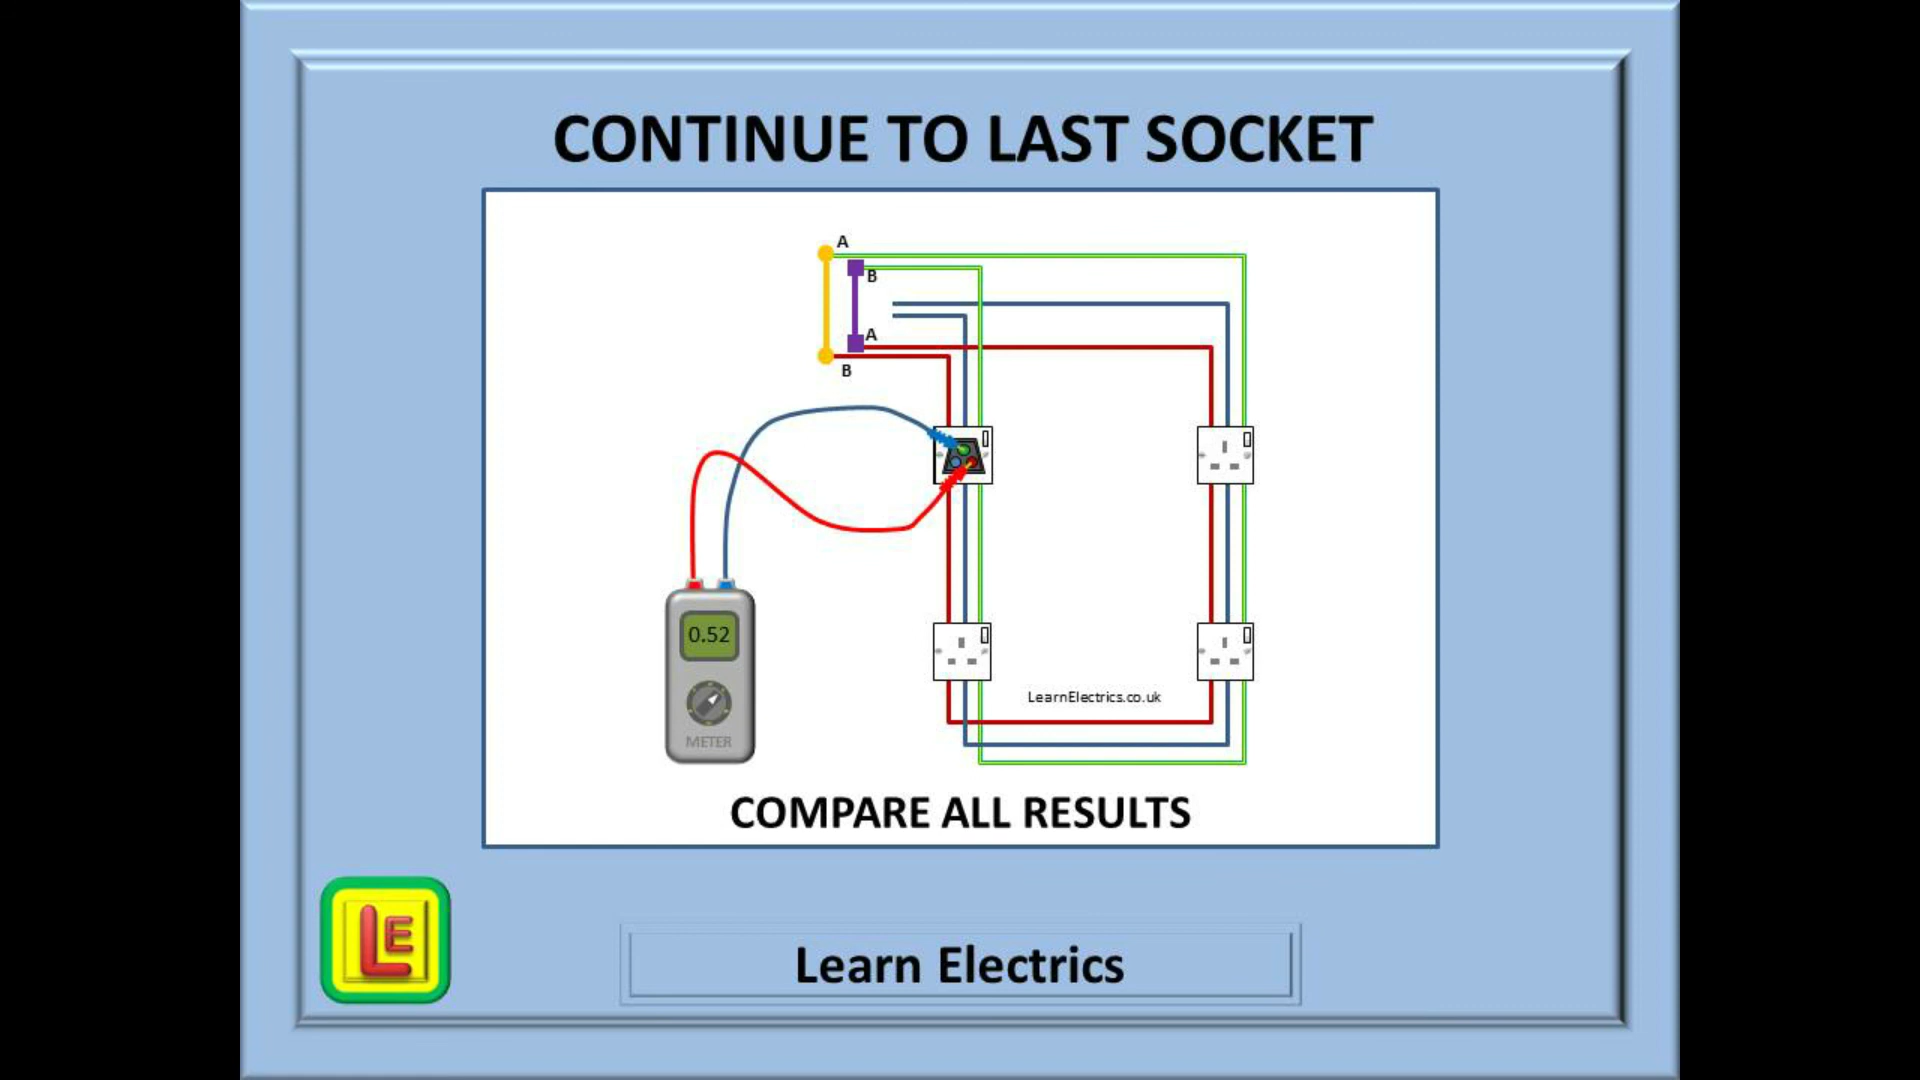 CONTINUE TO LAST SOCKET
A
B
A
B
0.52
METER
LearnElectrics.co.uk
COMPARE ALL RESULTS
LE
Learn Electrics